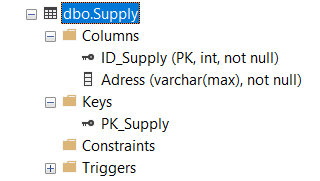 dbo.Supply
Columns
ID_Supply (PK, int, not null)
Adress (varchar(max), not null)
Keys
PK_Supply
Constraints
Triggers